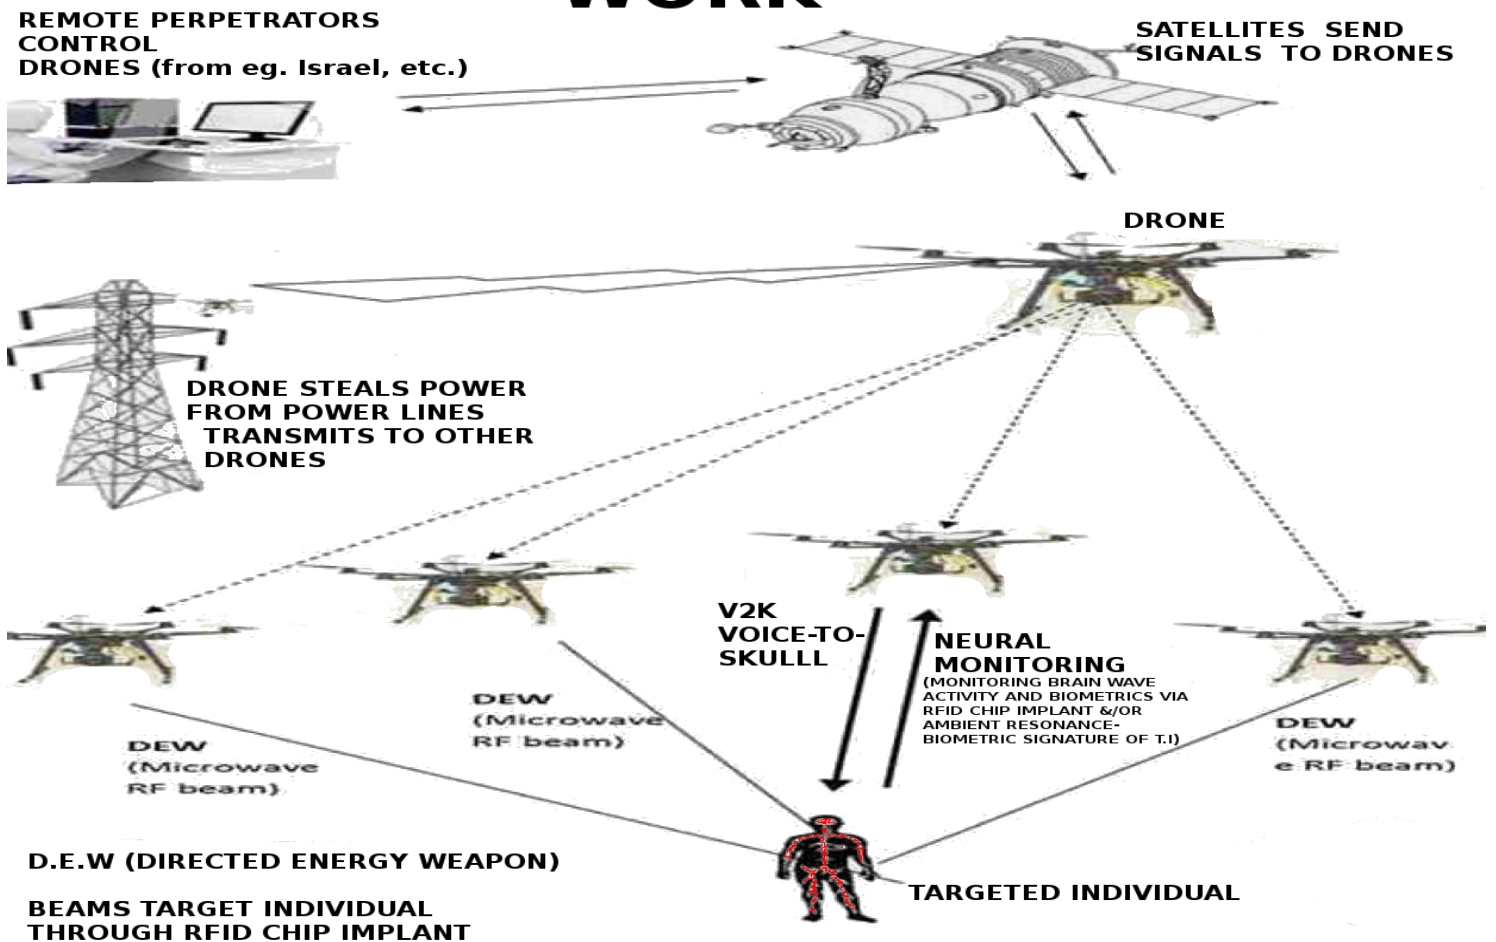 WORK
REMOTE PERPETRATORS
CONTROL
DRONES (from eg. Israel, etc.)
SATELLITES SEND
SIGNALS TO DRONES
DRONE
DRONE STEALS POWER
FROM POWER LINES
TRANSMITS TO OTHER
DRONES
V2K
VOICE-TO-
SKULLL
NEURAL
MONITORING
(MONITORING BRAIN WAVE
ACTIVITY AND BIOMETRICS VIA
RFID CHIP IMPLANT &/OR
AMBIENT RESONANCE-
BIOMETRIC SIGNATURE OF T.I)
DEW
(Microwave
RF beam)
DEW
(Microwav
e RF beam)
DEW
(Microwave
RF beam)
D.E.W (DIRECTED ENERGY WEAPON)
BEAMS TARGET INDIVIDUAL
THROUGH RFID CHIP IMPLANT
TARGETED INDIVIDUAL